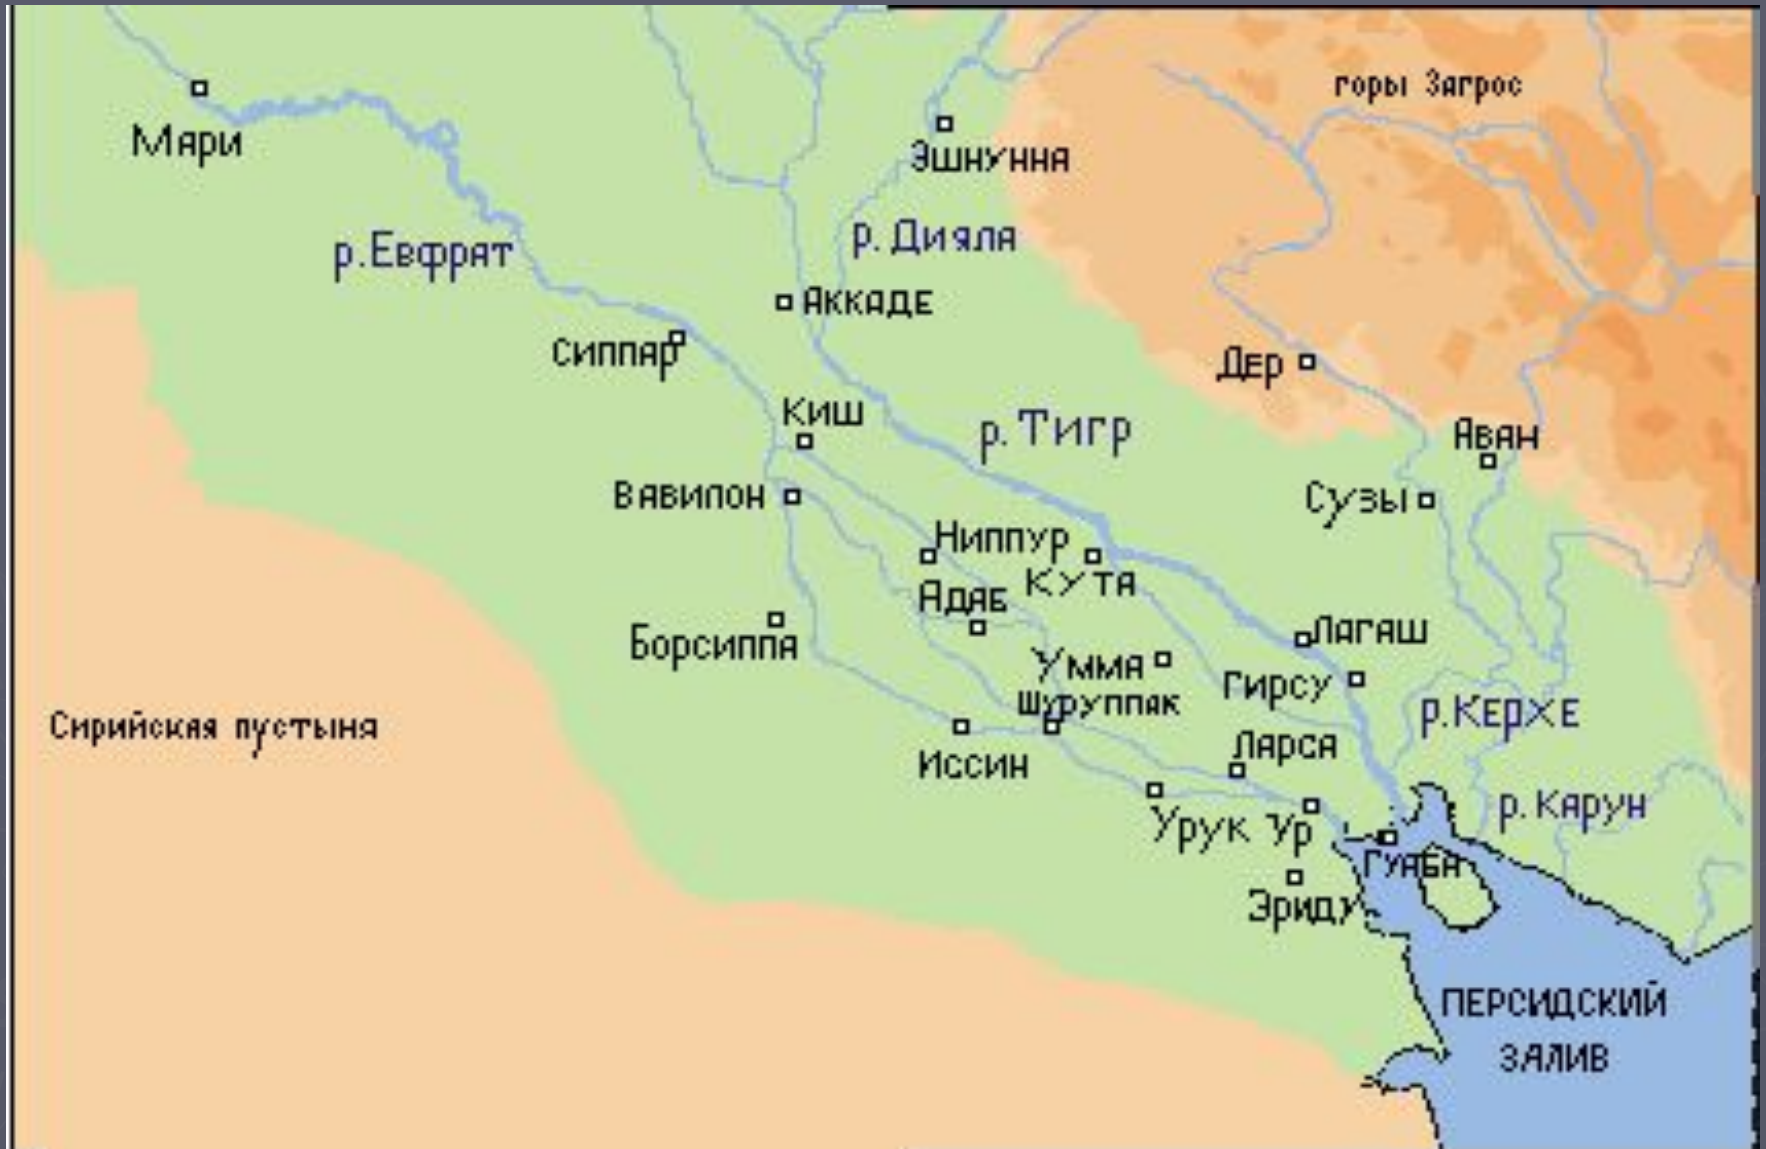 горы Загрос
Мари
Эшнунна
р. Дияла
р. Евфрат
Аккаде
Сиппар
Дер
Киш
р. Тигр
Аван
Вавилон
Сузы
Ниппур
Кута
Адаб
Борсиппа
Лагаш
Умма
Гирсу
Шуруппак
р. Керхе
Сирийская пустыня
Иссин
Ларса
р. Карун
Урук
Ур
Гуаба
Эриду
ПЕРСИДСКИЙ
ЗАЛИВ